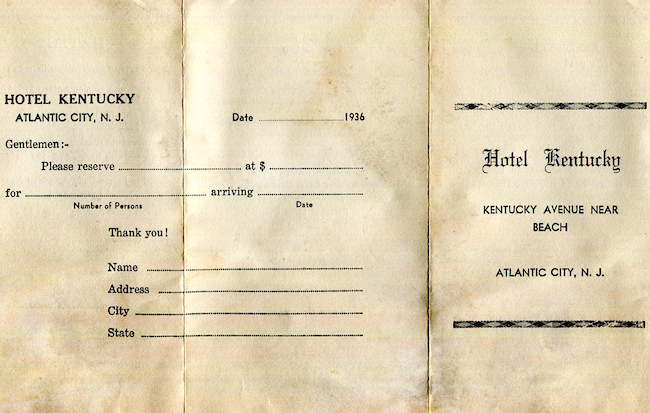 HOTEL KENTUCKY
ATLANTIC CITY, N. J.
Date 1936
Gentlemen:-
Please reserve at $
for arriving
Number of Persons Date
Thank you!
Name
Address
City
State
Hotel Kentucky
KENTUCKY AVENUE NEAR
BEACH
ATLANTIC CITY, N. J.